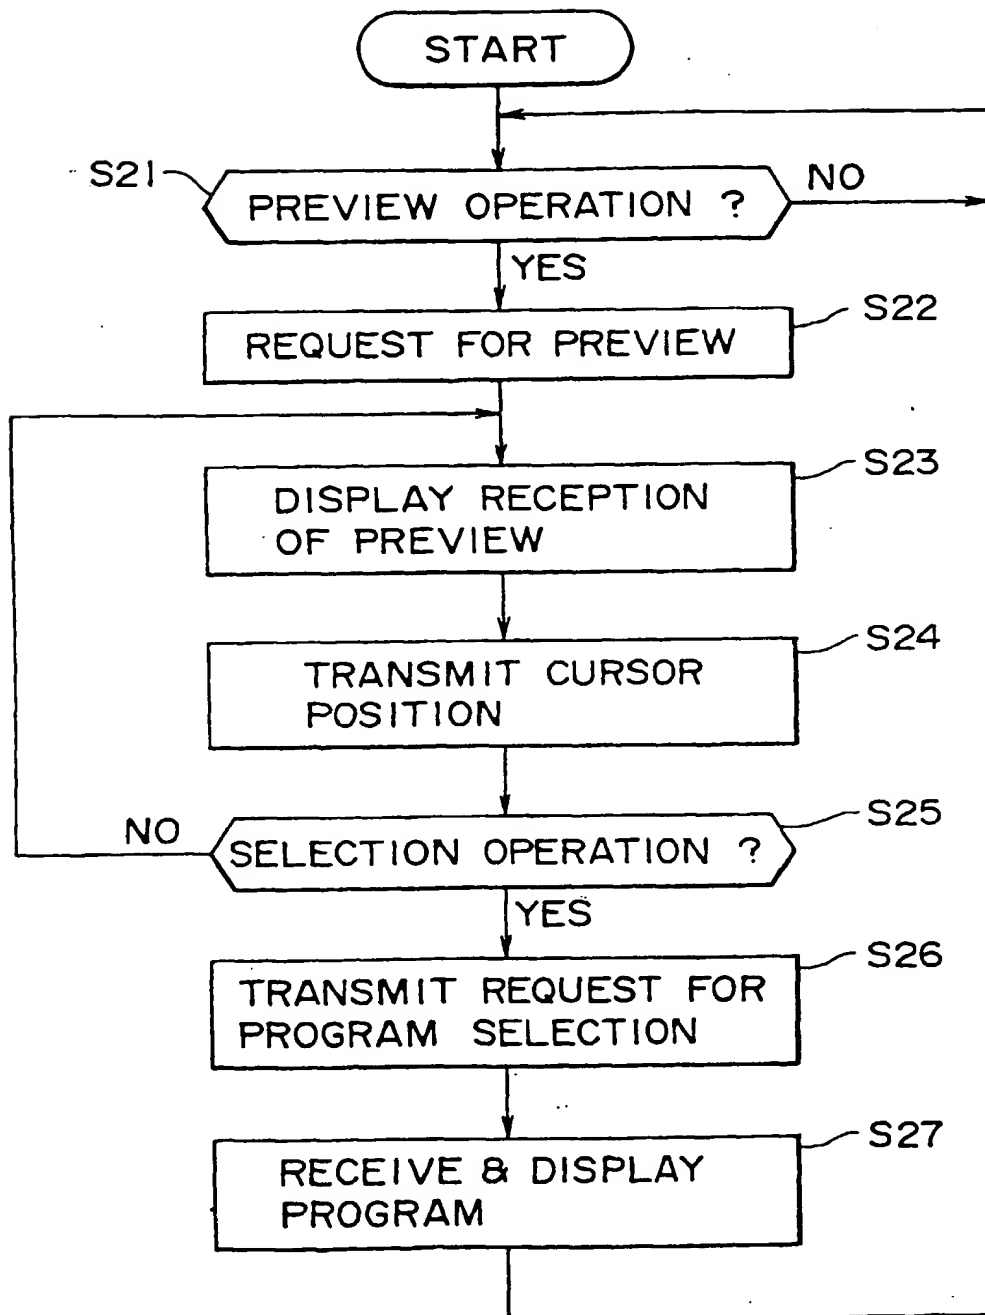 START
S21
PREVIEW OPERATION ?
NO
YES
S22
REQUEST FOR PREVIEW
S23
DISPLAY RECEPTION
OF PREVIEW
S24
TRANSMIT CURSOR
POSITION
S25
NO
SELECTION OPERATION ?
YES
S26
TRANSMIT REQUEST FOR
PROGRAM SELECTION
S27
RECEIVE & DISPLAY
PROGRAM